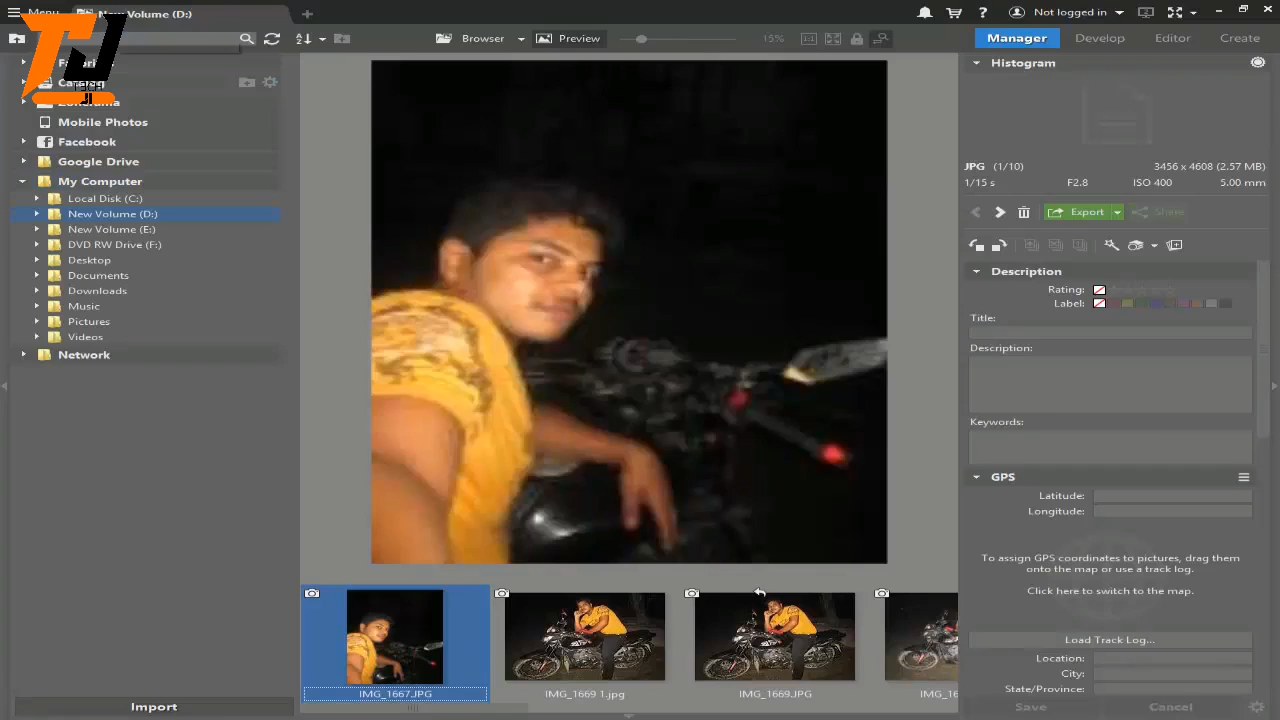 Menu
New Volume (D:)
Browser
Preview
15%
Not logged in
Manager
Develop
Editor
Create
TECH
JI
Zonerama
Mobile Photos
Facebook
Google Drive
My Computer
Local Disk (C:)
New Volume (D:)
New Volume (E:)
DVD RW Drive (F:)
Desktop
Documents
Downloads
Music
Pictures
Videos
Network
Import
IMG_1667.JPG
IMG_1669 1.jpg
IMG_1669.JPG
IMG_16
Histogram
JPG (1/10)
3456 x 4608 (2.57 MB)
1/15 s
F2.8
ISO 400
5.00 mm
Export
Share
Description
Rating:
Label:
Title:
Description:
Keywords:
GPS
Latitude:
Longitude:
To assign GPS coordinates to pictures, drag them
onto the map or use a track log.
Click here to switch to the map.
Load Track Log...
Location:
City:
State/Province:
Save
Cancel